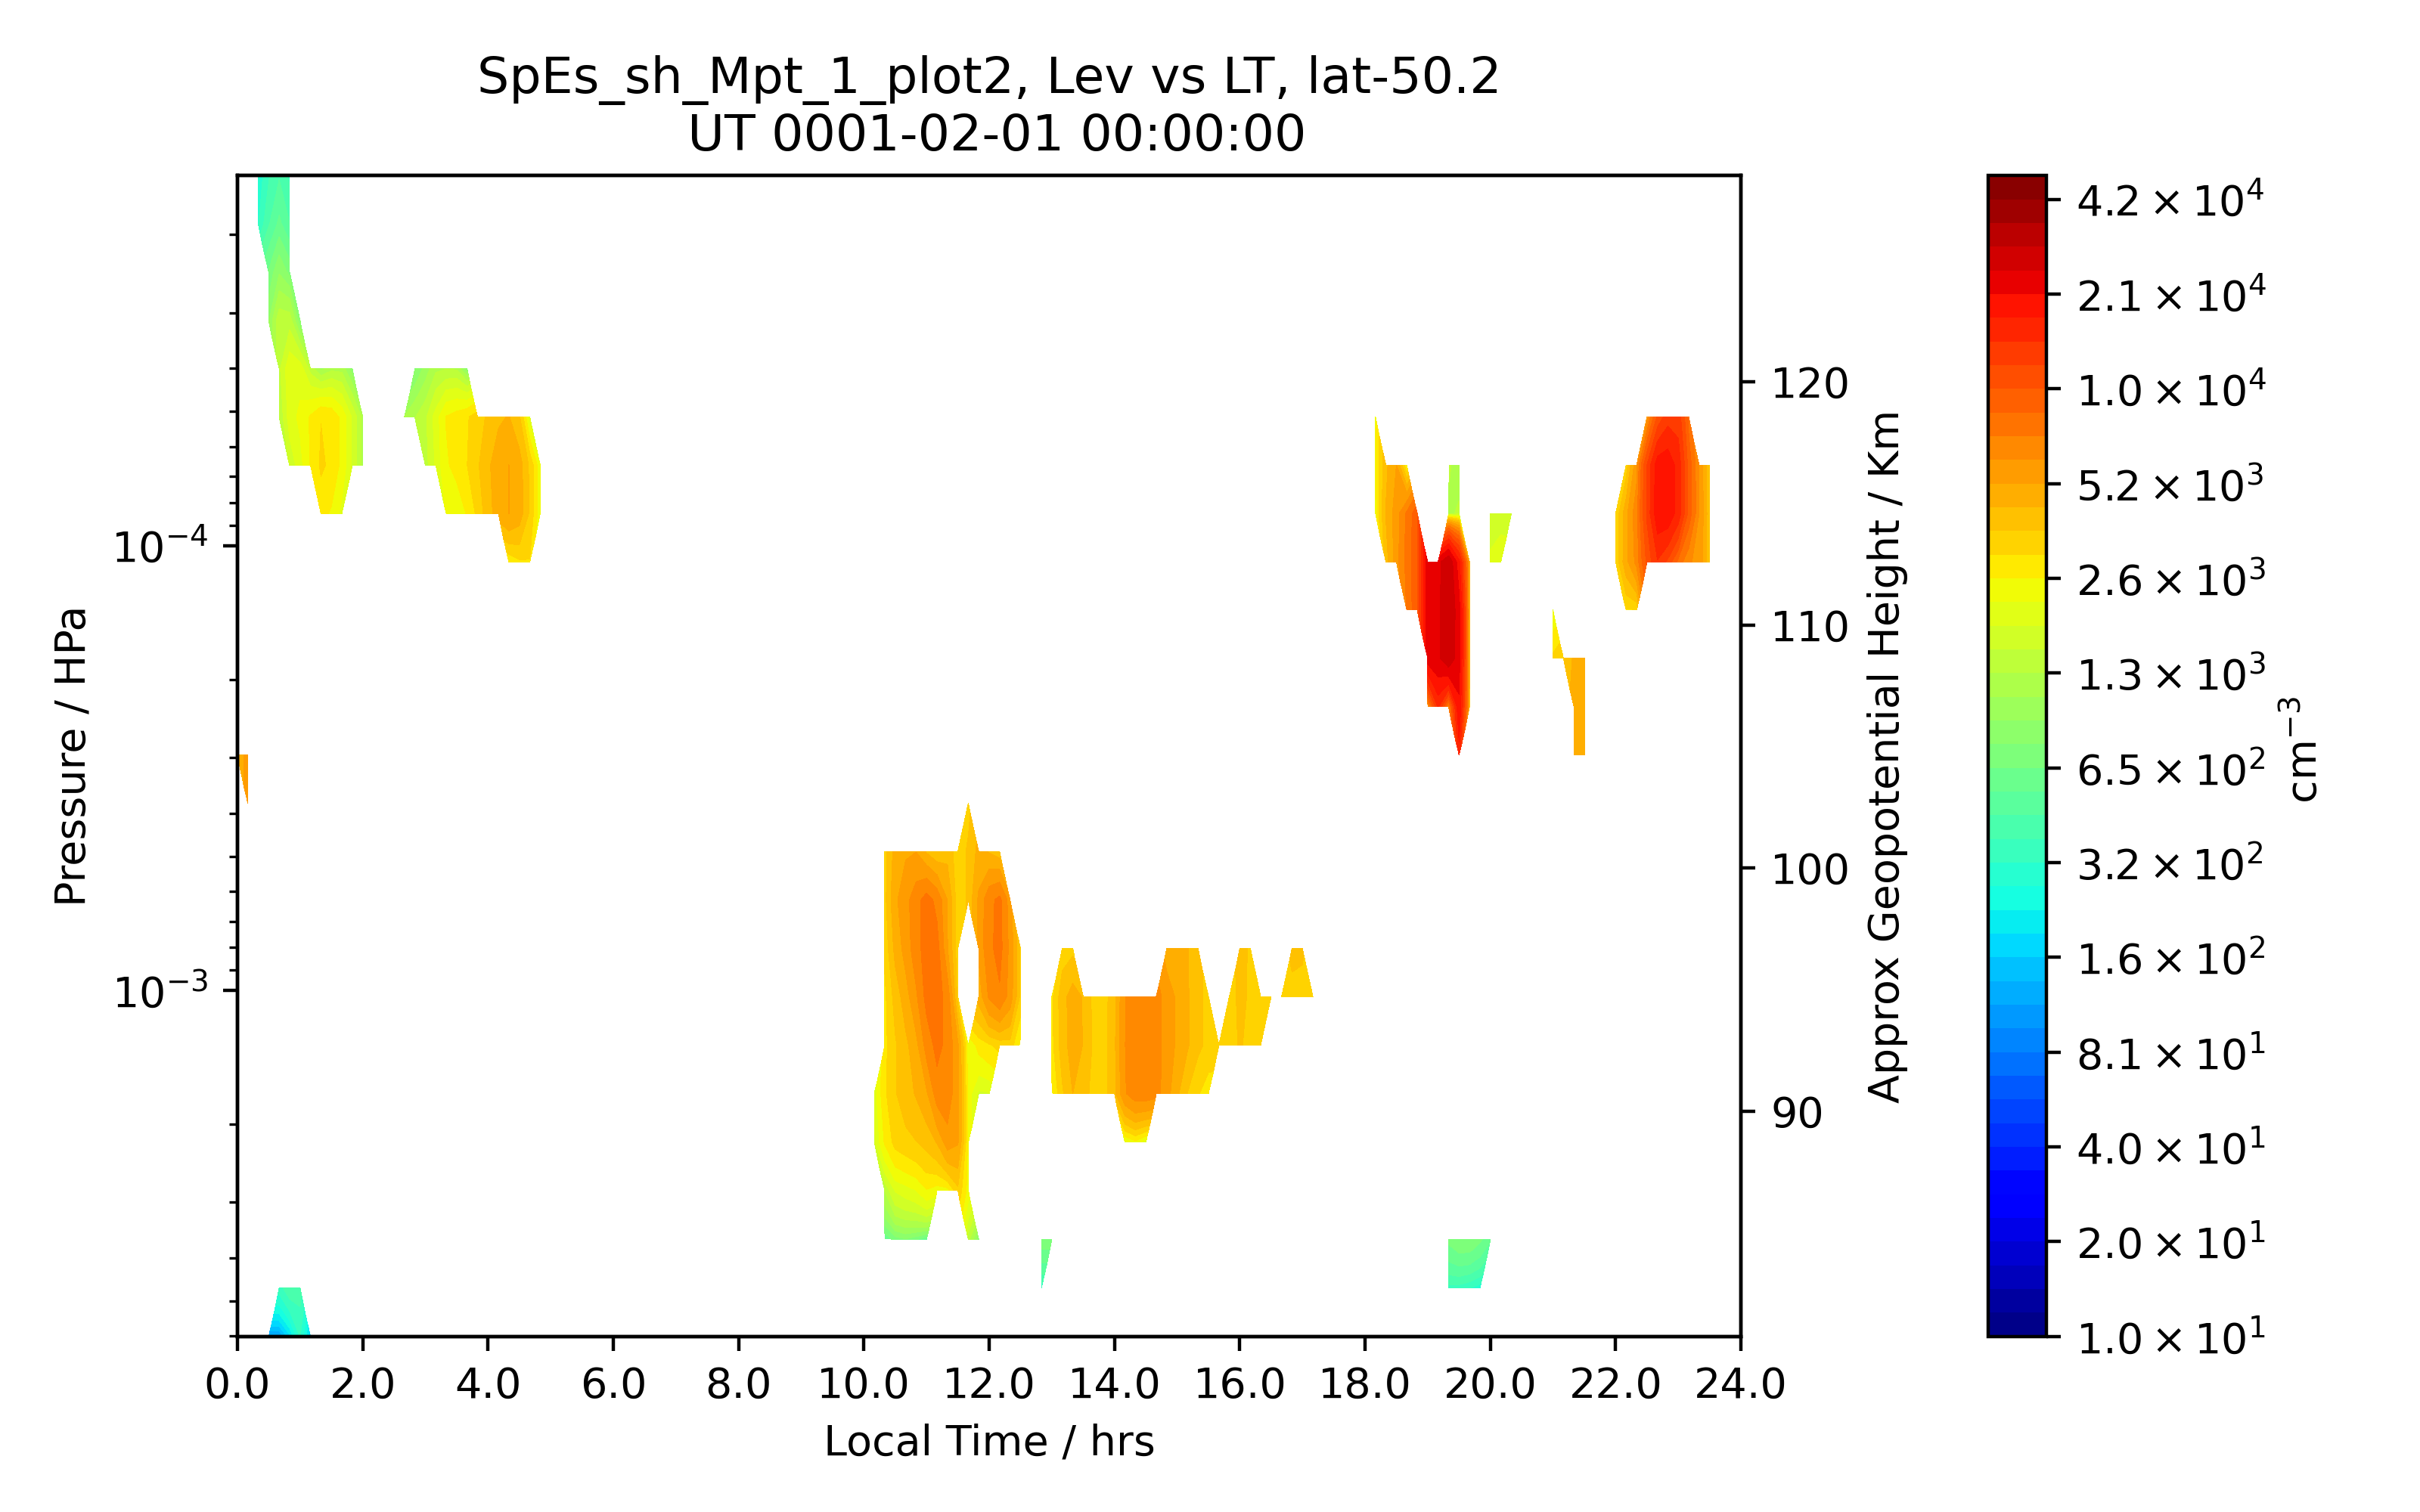 SpEs_sh_Mpt_1_plot2, Lev vs LT, lat-50.2
UT 0001-02-01 00:00:00
Pressure / HPa
10⁻⁴
10⁻³
0.0 2.0 4.0 6.0 8.0 10.0 12.0 14.0 16.0 18.0 20.0 22.0 24.0
Local Time / hrs
120
110
100
90
Approx Geopotential Height / Km
4.2 × 10⁴
2.1 × 10⁴
1.0 × 10⁴
5.2 × 10³
2.6 × 10³
1.3 × 10³
6.5 × 10²
3.2 × 10²
1.6 × 10²
8.1 × 10¹
4.0 × 10¹
2.0 × 10¹
1.0 × 10¹
cm⁻³